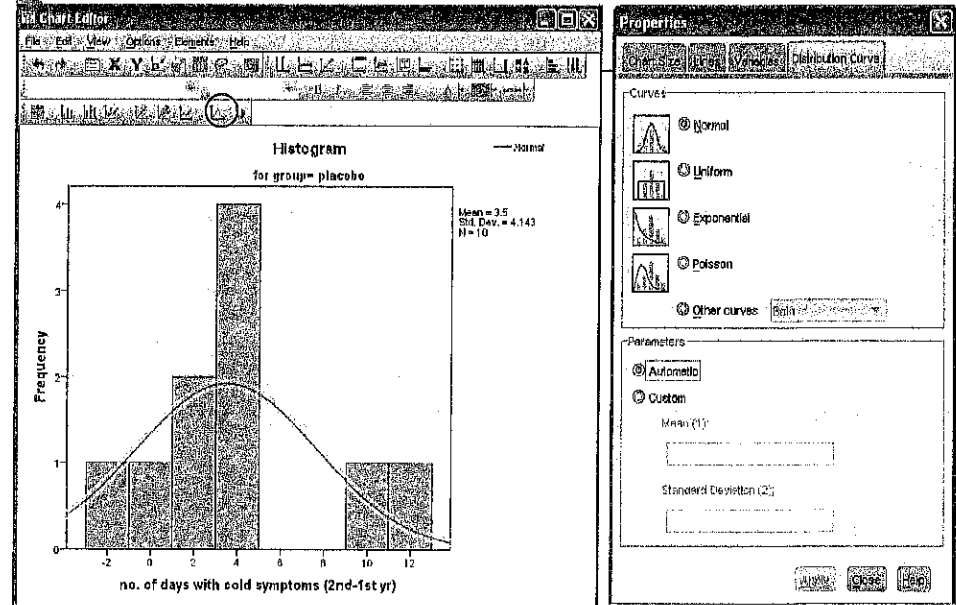 Chart Editor
File Edit View Options Elements Help
Histogram
Normal
for group= placebo
Mean = 3.5
Std. Dev. = 4.143
N = 10
Frequency
4
3
2
1
0
-2 0 2 4 6 8 10 12
no. of days with cold symptoms (2nd-1st yr)
Properties
Chart Size Lines Variables Distribution Curve
Curves
Normal
Uniform
Exponential
Poisson
Other curves
Parameters
Automatic
Custom
Mean (1):
Standard Deviation (2):
Apply Close Help